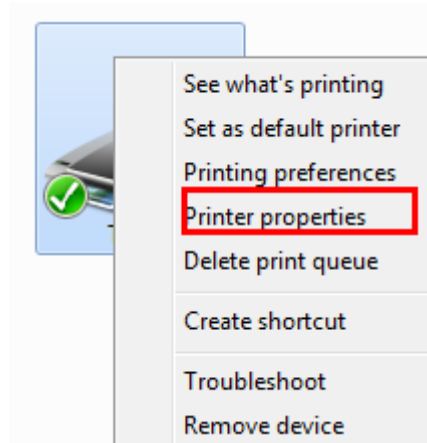 See what's printing
Set as default printer
Printing preferences
Printer properties
Delete print queue
Create shortcut
Troubleshoot
Remove device